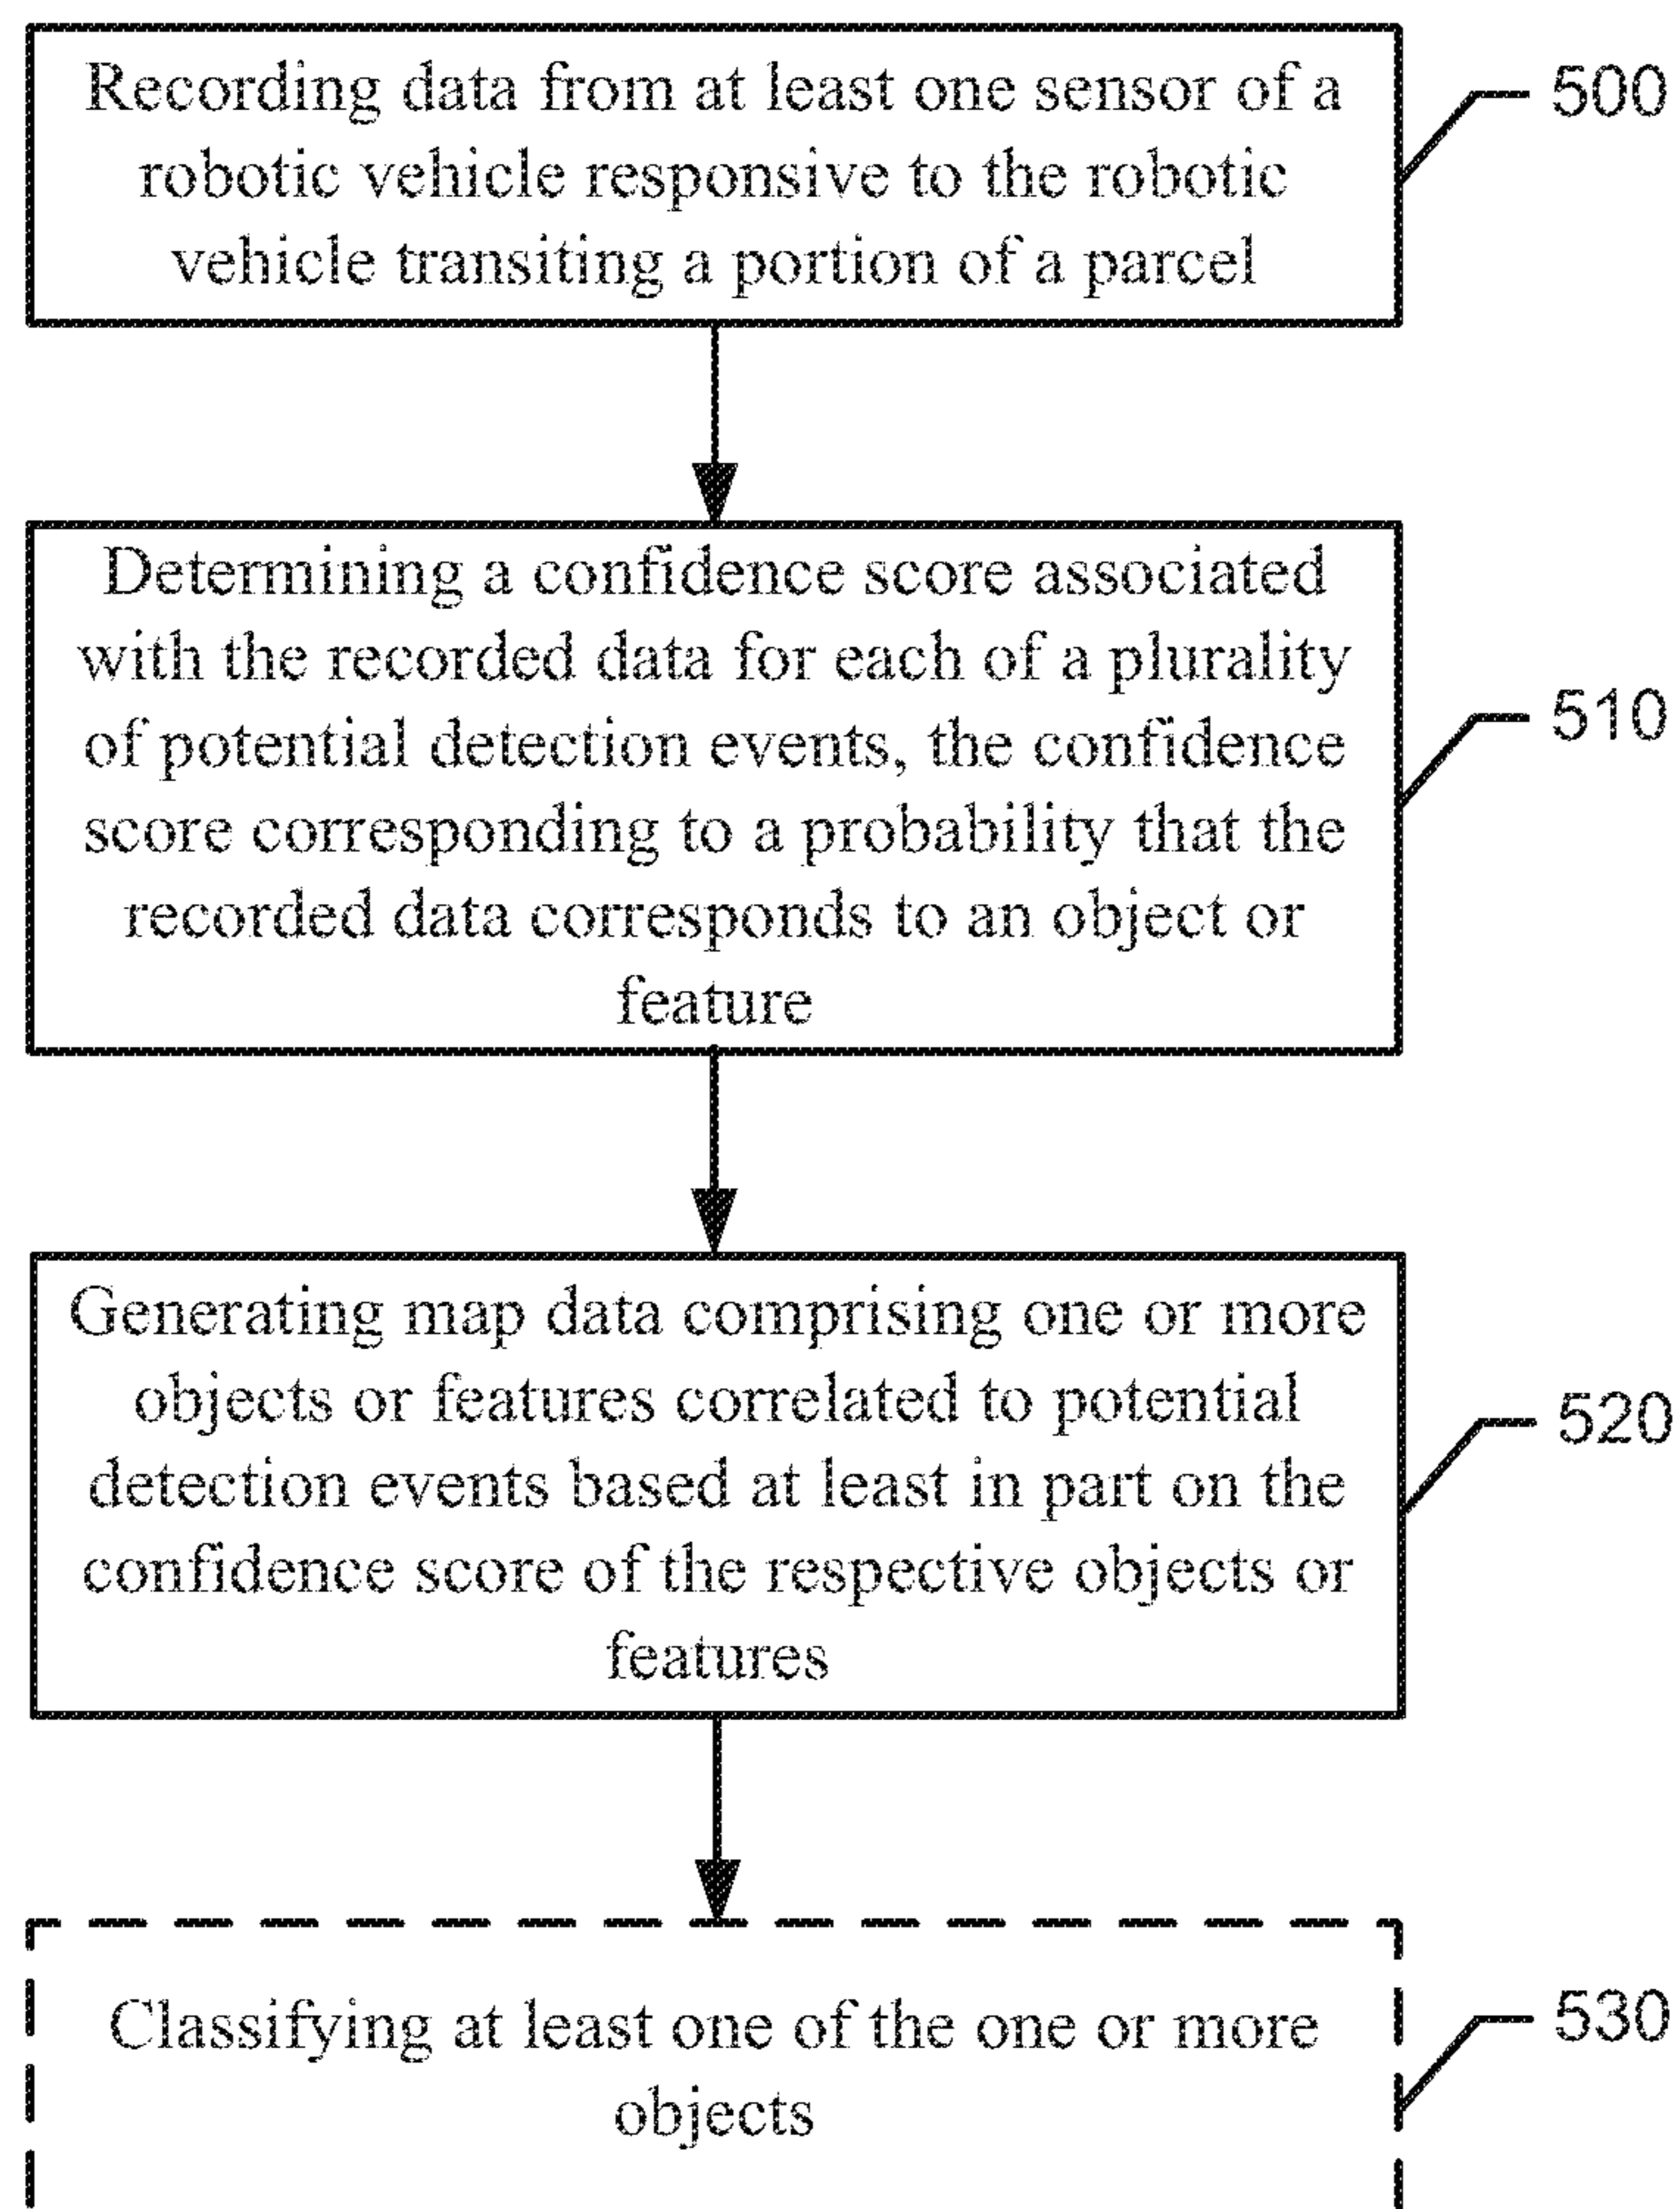 Recording data from at least one sensor of a
robotic vehicle responsive to the robotic
vehicle transiting a portion of a parcel
500
Determining a confidence score associated
with the recorded data for each of a plurality
of potential detection events, the confidence
score corresponding to a probability that the
recorded data corresponds to an object or
feature
510
Generating map data comprising one or more
objects or features correlated to potential
detection events based at least in part on the
confidence score of the respective objects or
features
520
Classifying at least one of the one or more
objects
530